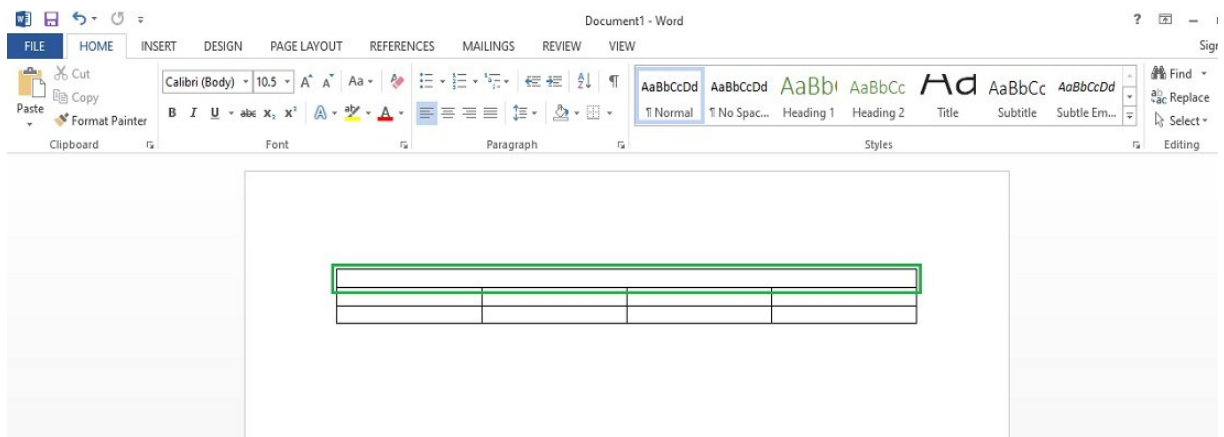 Document1 - Word
?
FILE HOME INSERT DESIGN PAGE LAYOUT REFERENCES MAILINGS REVIEW VIEW
Cut
Copy
Format Painter
Paste
Clipboard
Calibri (Body) 10.5 A A Aa
B I U abc X₂ X² A aby A
Font
Paragraph
AaBbCcDd AaBbCcDd AaBb AaBbCc Ad AaBbCc AaBbCcDd
¶ Normal ¶ No Spac... Heading 1 Heading 2 Title Subtitle Subtle Em...
Styles
Find
Replace
Select
Editing